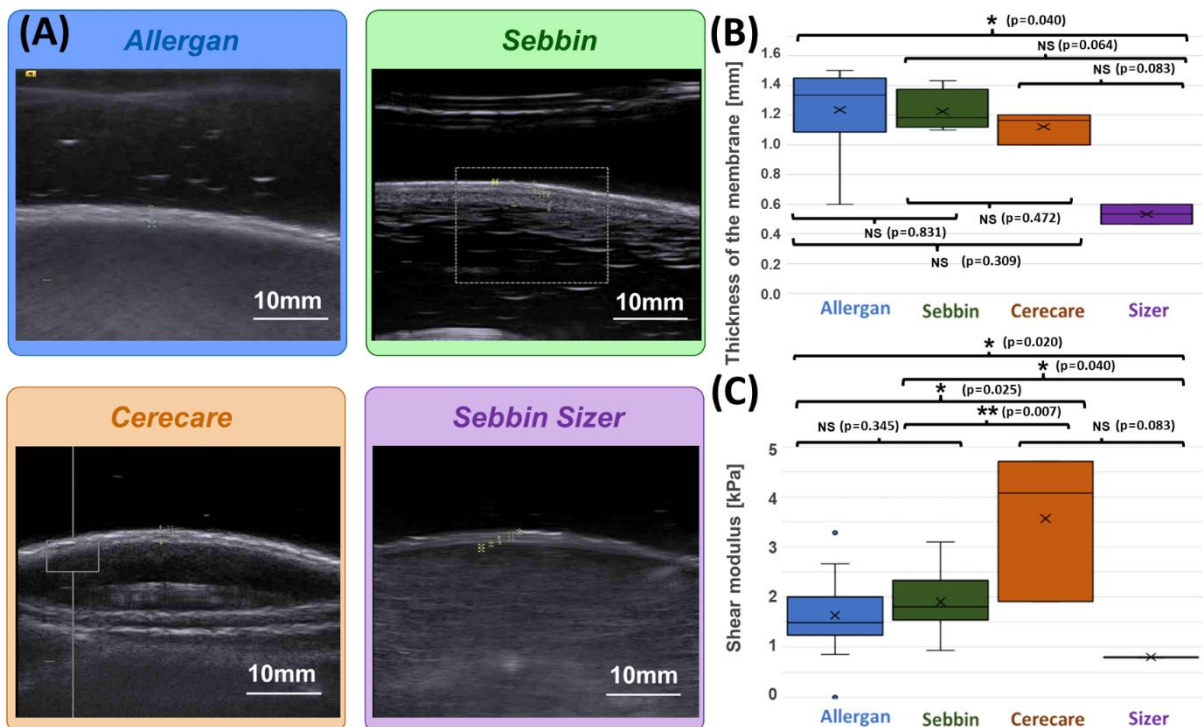 (A)
Allergan
10mm
Sebbin
10mm
Cerecare
10mm
Sebbin Sizer
10mm
(B)
* (p=0.040)
NS (p=0.064)
NS (p=0.083)
Thickness of the membrane [mm]
1.6
1.4
1.2
1.0
0.8
0.6
0.4
0.2
0.0
NS (p=0.472)
NS (p=0.831)
NS (p=0.309)
Allergan
Sebbin
Cerecare
Sizer
(C)
* (p=0.020)
* (p=0.040)
* (p=0.025)
** (p=0.007)
NS (p=0.345)
NS (p=0.083)
Shear modulus [kPa]
5
4
3
2
1
0
Allergan
Sebbin
Cerecare
Sizer